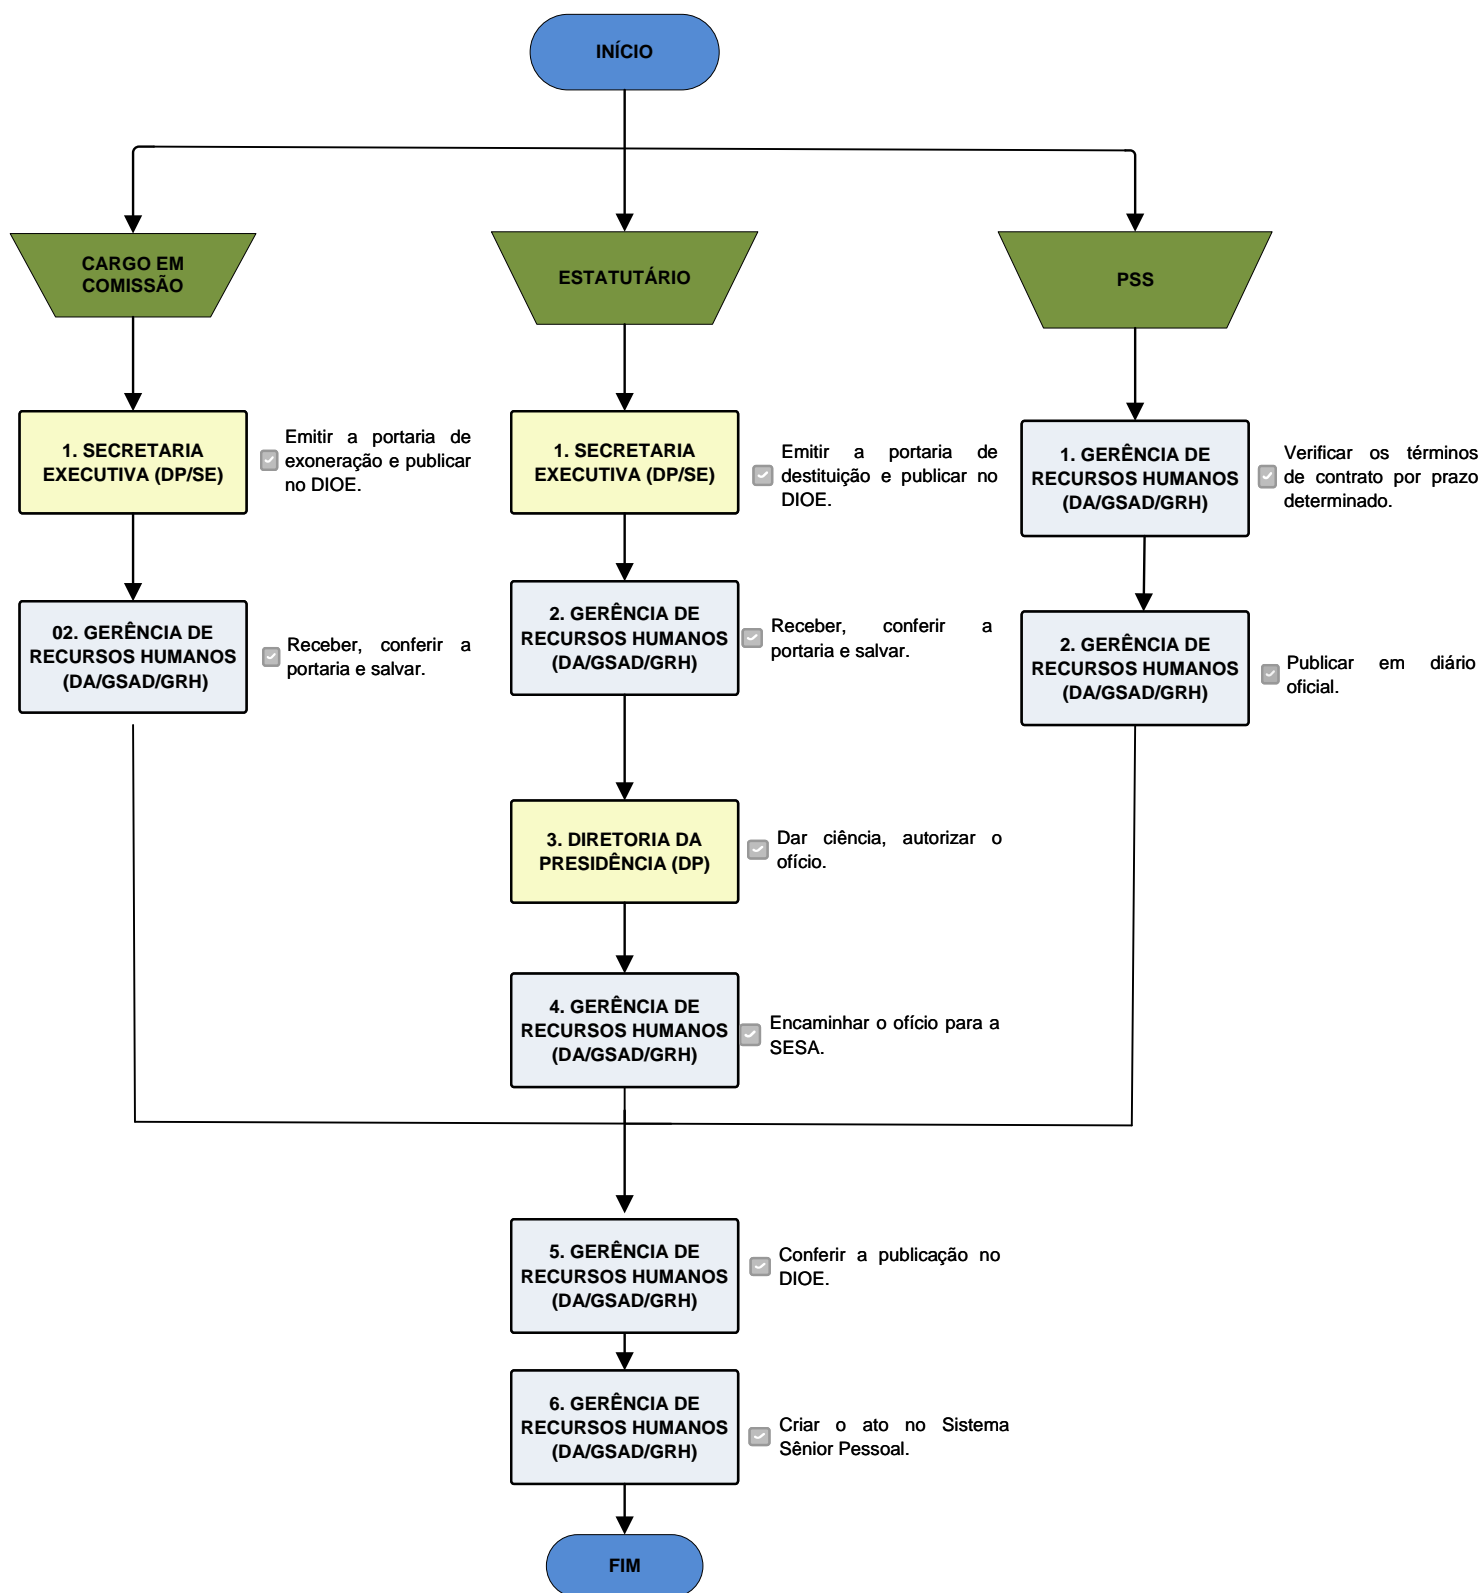 INÍCIO
CARGO EM
COMISSÃO
ESTATUTÁRIO
PSS
1. SECRETARIA
EXECUTIVA (DP/SE)
Emitir a portaria de
exoneração e publicar
no DIOE.
1. SECRETARIA
EXECUTIVA (DP/SE)
Emitir a portaria de
destituição e publicar no
DIOE.
1. GERÊNCIA DE
RECURSOS HUMANOS
(DA/GSAD/GRH)
Verificar os términos
de contrato por prazo
determinado.
02. GERÊNCIA DE
RECURSOS HUMANOS
(DA/GSAD/GRH)
Receber, conferir a
portaria e salvar.
2. GERÊNCIA DE
RECURSOS HUMANOS
(DA/GSAD/GRH)
Receber, conferir a
portaria e salvar.
2. GERÊNCIA DE
RECURSOS HUMANOS
(DA/GSAD/GRH)
Publicar em diário
oficial.
3. DIRETORIA DA
PRESIDÊNCIA (DP)
Dar ciência, autorizar o
ofício.
4. GERÊNCIA DE
RECURSOS HUMANOS
(DA/GSAD/GRH)
Encaminhar o ofício para a
SESA.
5. GERÊNCIA DE
RECURSOS HUMANOS
(DA/GSAD/GRH)
Conferir a publicação no
DIOE.
6. GERÊNCIA DE
RECURSOS HUMANOS
(DA/GSAD/GRH)
Criar o ato no Sistema
Sênior Pessoal.
FIM